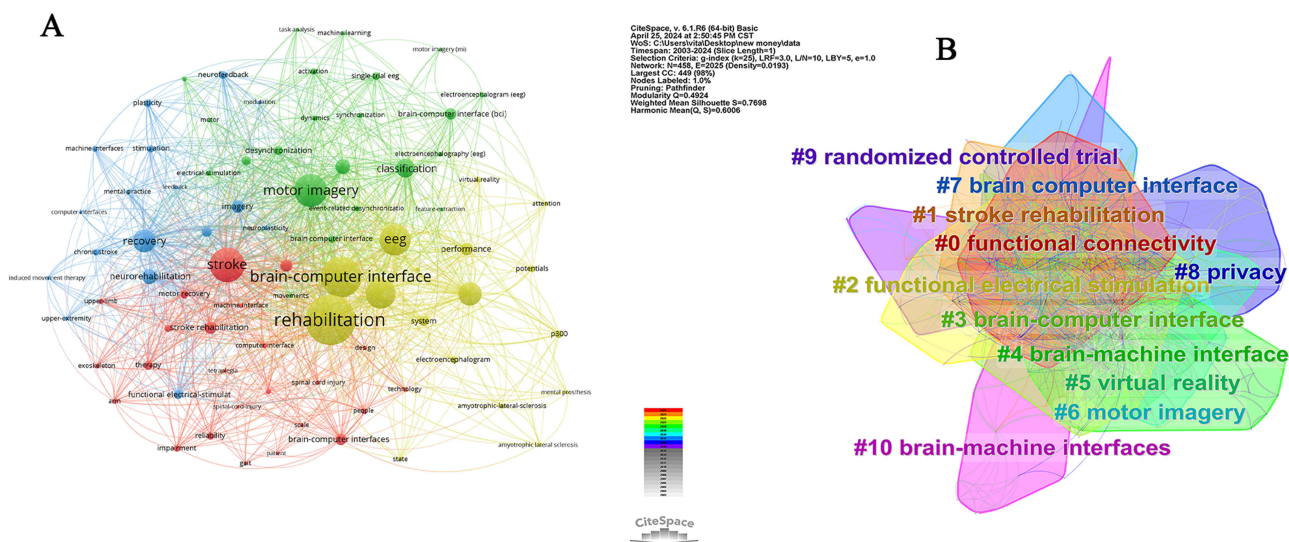 A
task analysis
machine learning
motor imagery (mi)
neurofeedback
activation
single-trial eeg
plasticity
modulation
electroencephalogram (eeg)
motor
dynamics
synchronization
brain-computer interface (bci)
machine interfaces
stimulation
desynchronization
electroencephalography (eeg)
feedback
electrical-stimulation
classification
virtual reality
mental practice
motor imagery
computer interfaces
imagery
event-related desynchronizatio
feature-extraction
attention
neuroplasticity
recovery
brain computer interface
eeg
performance
chronic stroke
stroke
induced movement therapy
neurorehabilitation
brain-computer interface
potentials
motor recovery
movements
upper-limb
machine interface
upper-extremity
stroke rehabilitation
rehabilitation
system
p300
computer-interface
design
exoskeleton
therapy
tetraplegia
electroencephalogram
spinal cord injury
functional electrical-stimulat
technology
mental prosthesis
arm
spinal-cord-injury
people
amyotrophic-lateral-sclerosis
scale
reliability
brain-computer interfaces
impairment
patient
amyotrophic lateral sclerosis
gait
state
CiteSpace, v. 6.1.R6 (64-bit) Basic
April 25, 2024 at 2:50:45 PM CST
WoS: C:\Users\vita\Desktop\new money\data
Timespan: 2003-2024 (Slice Length=1)
Selection Criteria: g-index (k=25), LRF=3.0, L/N=10, LBY=5, e=1.0
Network: N=458, E=2025 (Density=0.0193)
Largest CC: 449 (98%)
Nodes Labeled: 1.0%
Pruning: Pathfinder
Modularity Q=0.4924
Weighted Mean Silhouette S=0.7698
Harmonic Mean(Q, S)=0.6006
CiteSpace
B
#9 randomized controlled trial
#7 brain computer interface
#1 stroke rehabilitation
#0 functional connectivity
#8 privacy
#2 functional electrical stimulation
#3 brain-computer interface
#4 brain-machine interface
#5 virtual reality
#6 motor imagery
#10 brain-machine interfaces